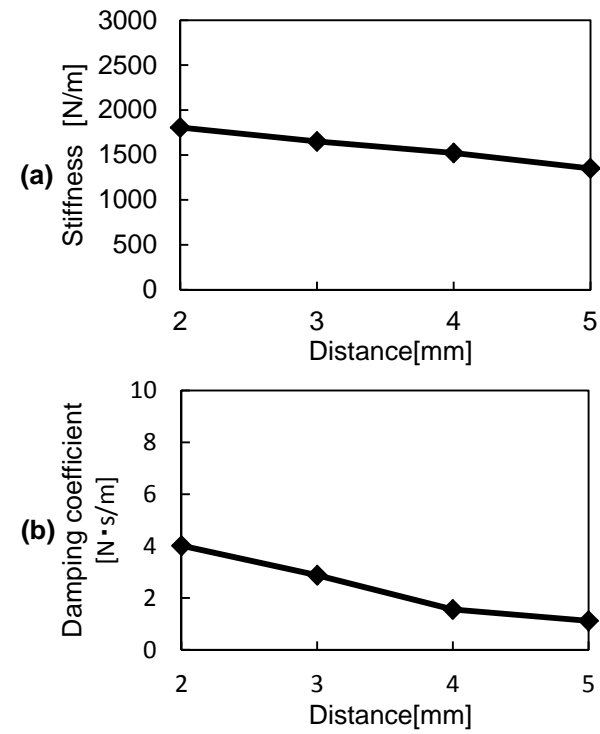 (a)
Stiffness [N/m]
3000
2500
2000
1500
1000
500
0
2 3 4 5
Distance[mm]
(b)
Damping coefficient
[N・s/m]
10
8
6
4
2
0
2 3 4 5
Distance[mm]